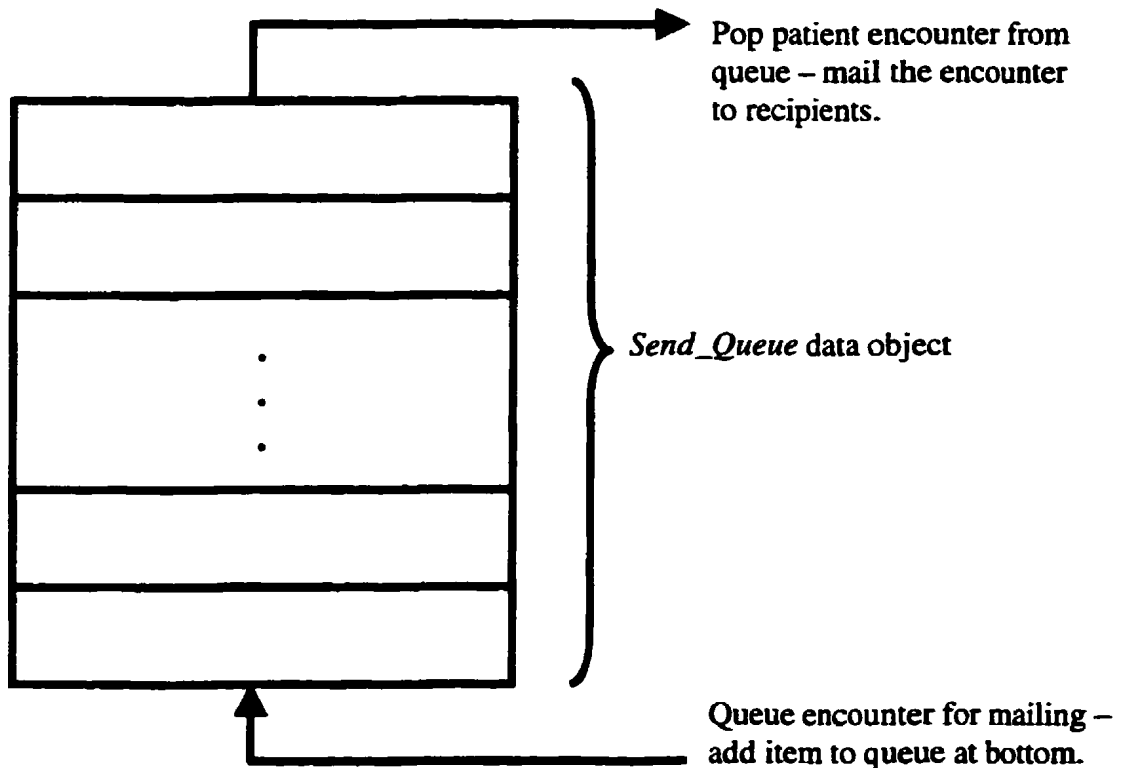 Pop patient encounter from
queue – mail the encounter
to recipients.
Send_Queue data object
Queue encounter for mailing –
add item to queue at bottom.